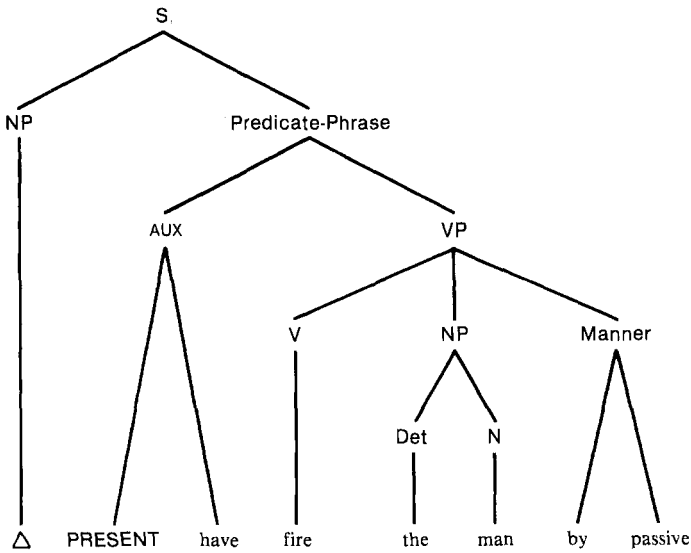 S
NP Predicate-Phrase
AUX VP
V NP Manner
Det N
Δ PRESENT have fire the man by passive